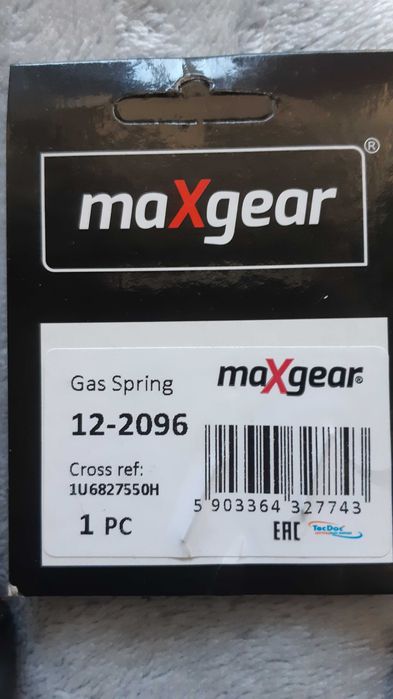 ®
maXgear
Gas Spring
maXgear®
12-2096
Cross ref:
1U6827550H
5 903364 327743
1 PC
EAC
TecDoc